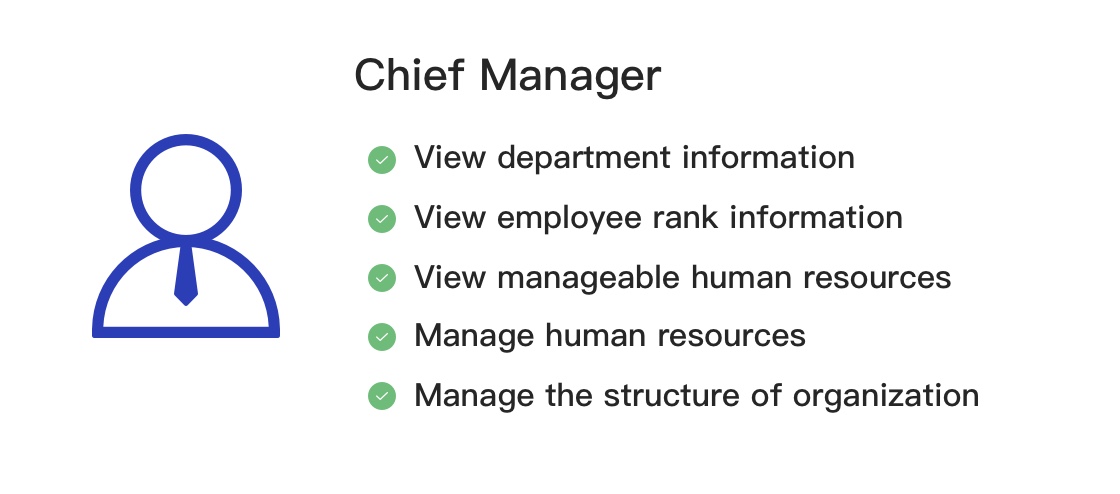 Chief Manager
View department information
View employee rank information
View manageable human resources
Manage human resources
Manage the structure of organization